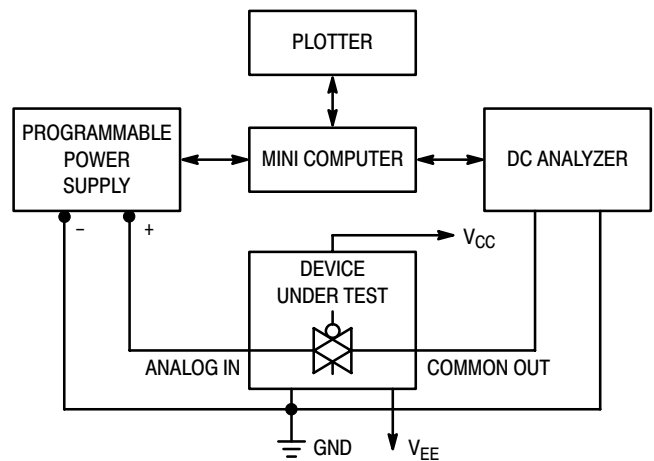 PLOTTER
PROGRAMMABLE
POWER
SUPPLY
MINI COMPUTER
DC ANALYZER
– +
VCC
DEVICE
UNDER TEST
ANALOG IN
COMMON OUT
GND
VEE